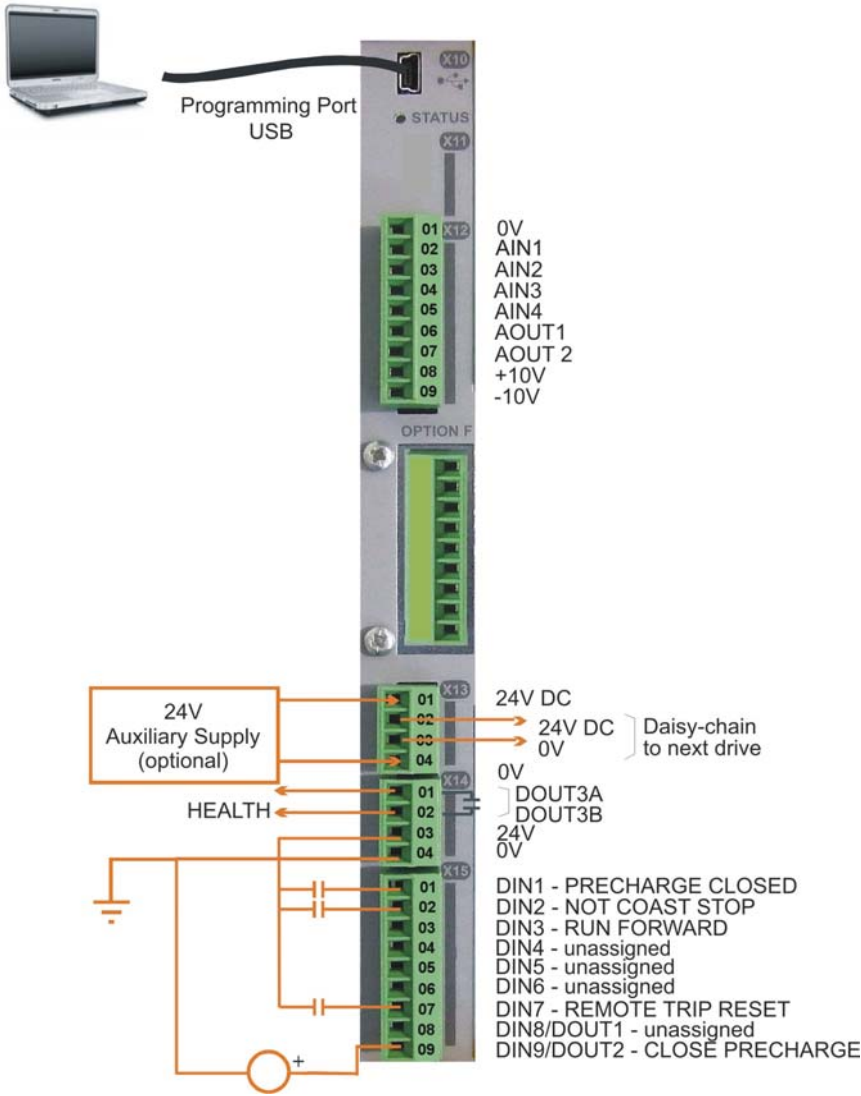 X10
Programming Port
USB
STATUS
X11
X12
01 0V
02 AIN1
03 AIN2
04 AIN3
05 AIN4
06 AOUT1
07 AOUT 2
08 +10V
09 -10V
OPTION F
X13
24V
Auxiliary Supply
(optional)
01 24V DC
02 24V DC
03 0V
Daisy-chain
to next drive
04 0V
X14
HEALTH
01 DOUT3A
02 DOUT3B
03 24V
04 0V
X15
01 DIN1 - PRECHARGE CLOSED
02 DIN2 - NOT COAST STOP
03 DIN3 - RUN FORWARD
04 DIN4 - unassigned
05 DIN5 - unassigned
06 DIN6 - unassigned
07 DIN7 - REMOTE TRIP RESET
08 DIN8/DOUT1 - unassigned
09 DIN9/DOUT2 - CLOSE PRECHARGE
+